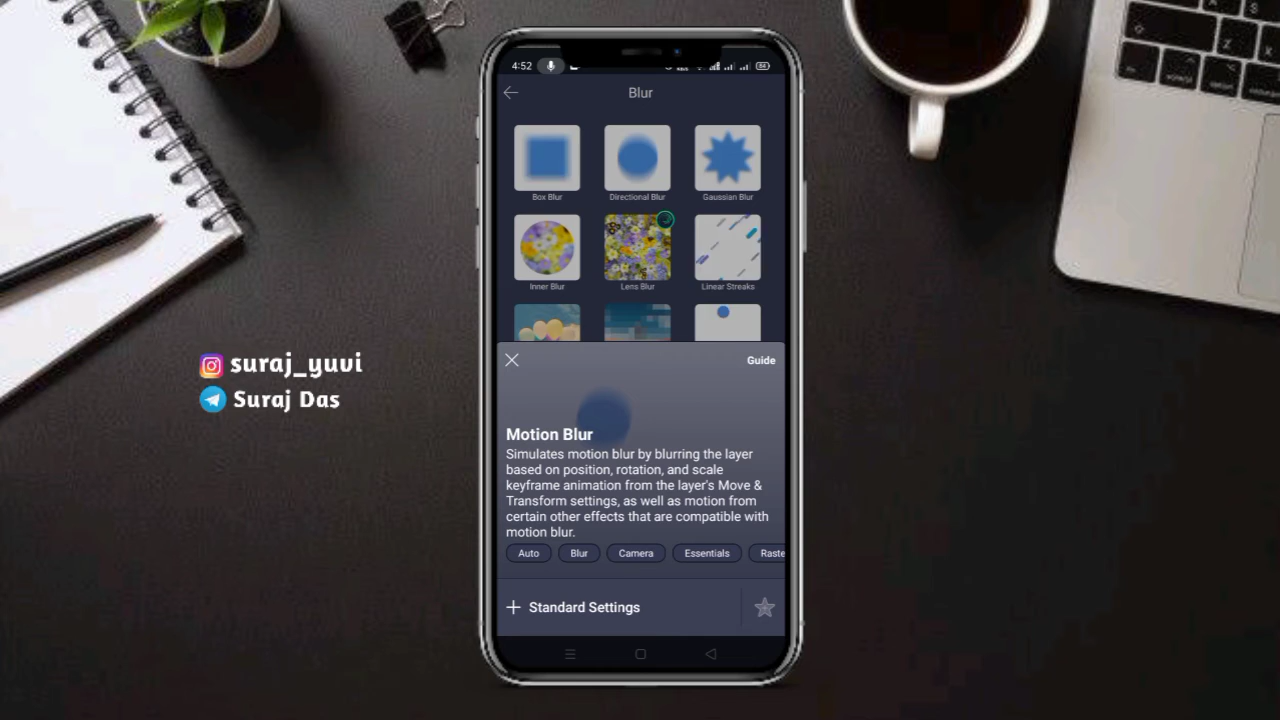 4:52
84
Blur
Box Blur
Directional Blur
Gaussian Blur
Inner Blur
Lens Blur
Linear Streaks
Guide
Motion Blur
Simulates motion blur by blurring the layer
based on position, rotation, and scale
keyframe animation from the layer's Move &
Transform settings, as well as motion from
certain other effects that are compatible with
motion blur.
Auto
Blur
Camera
Essentials
Raste
+ Standard Settings
suraj_yuvi
Suraj Das